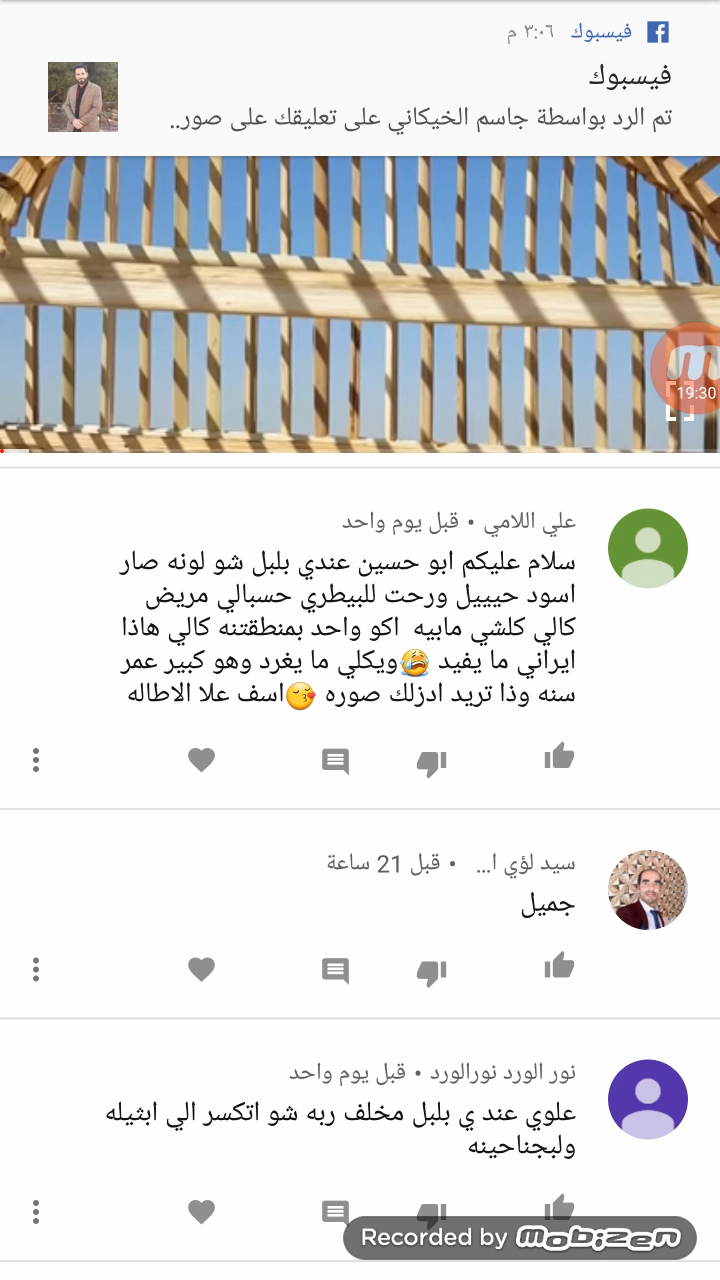 فيسبوك ٣:٠٦ م
فيسبوك
تم الرد بواسطة جاسم الخيكاني على تعليقك على صور..
19:30
علي اللامي • قبل يوم واحد
سلام عليكم ابو حسين عندي بلبل شو لونه صار
اسود حيييل ورحت للبيطري حسبالي مريض
كالي كلشي مابيه اكو واحد بمنطقتنه كالي هاذا
ايراني ما يفيد 😭ويكلي ما يغرد وهو كبير عمر
سنه وذا تريد ادزلك صوره 😘اسف علا الاطاله
سيد لؤي ا... • قبل 21 ساعة
جميل
نور الورد نورالورد • قبل يوم واحد
علوي عند ي بلبل مخلف ربه شو اتكسر الي ابثيله
ولبجناحينه
Recorded by mobizen